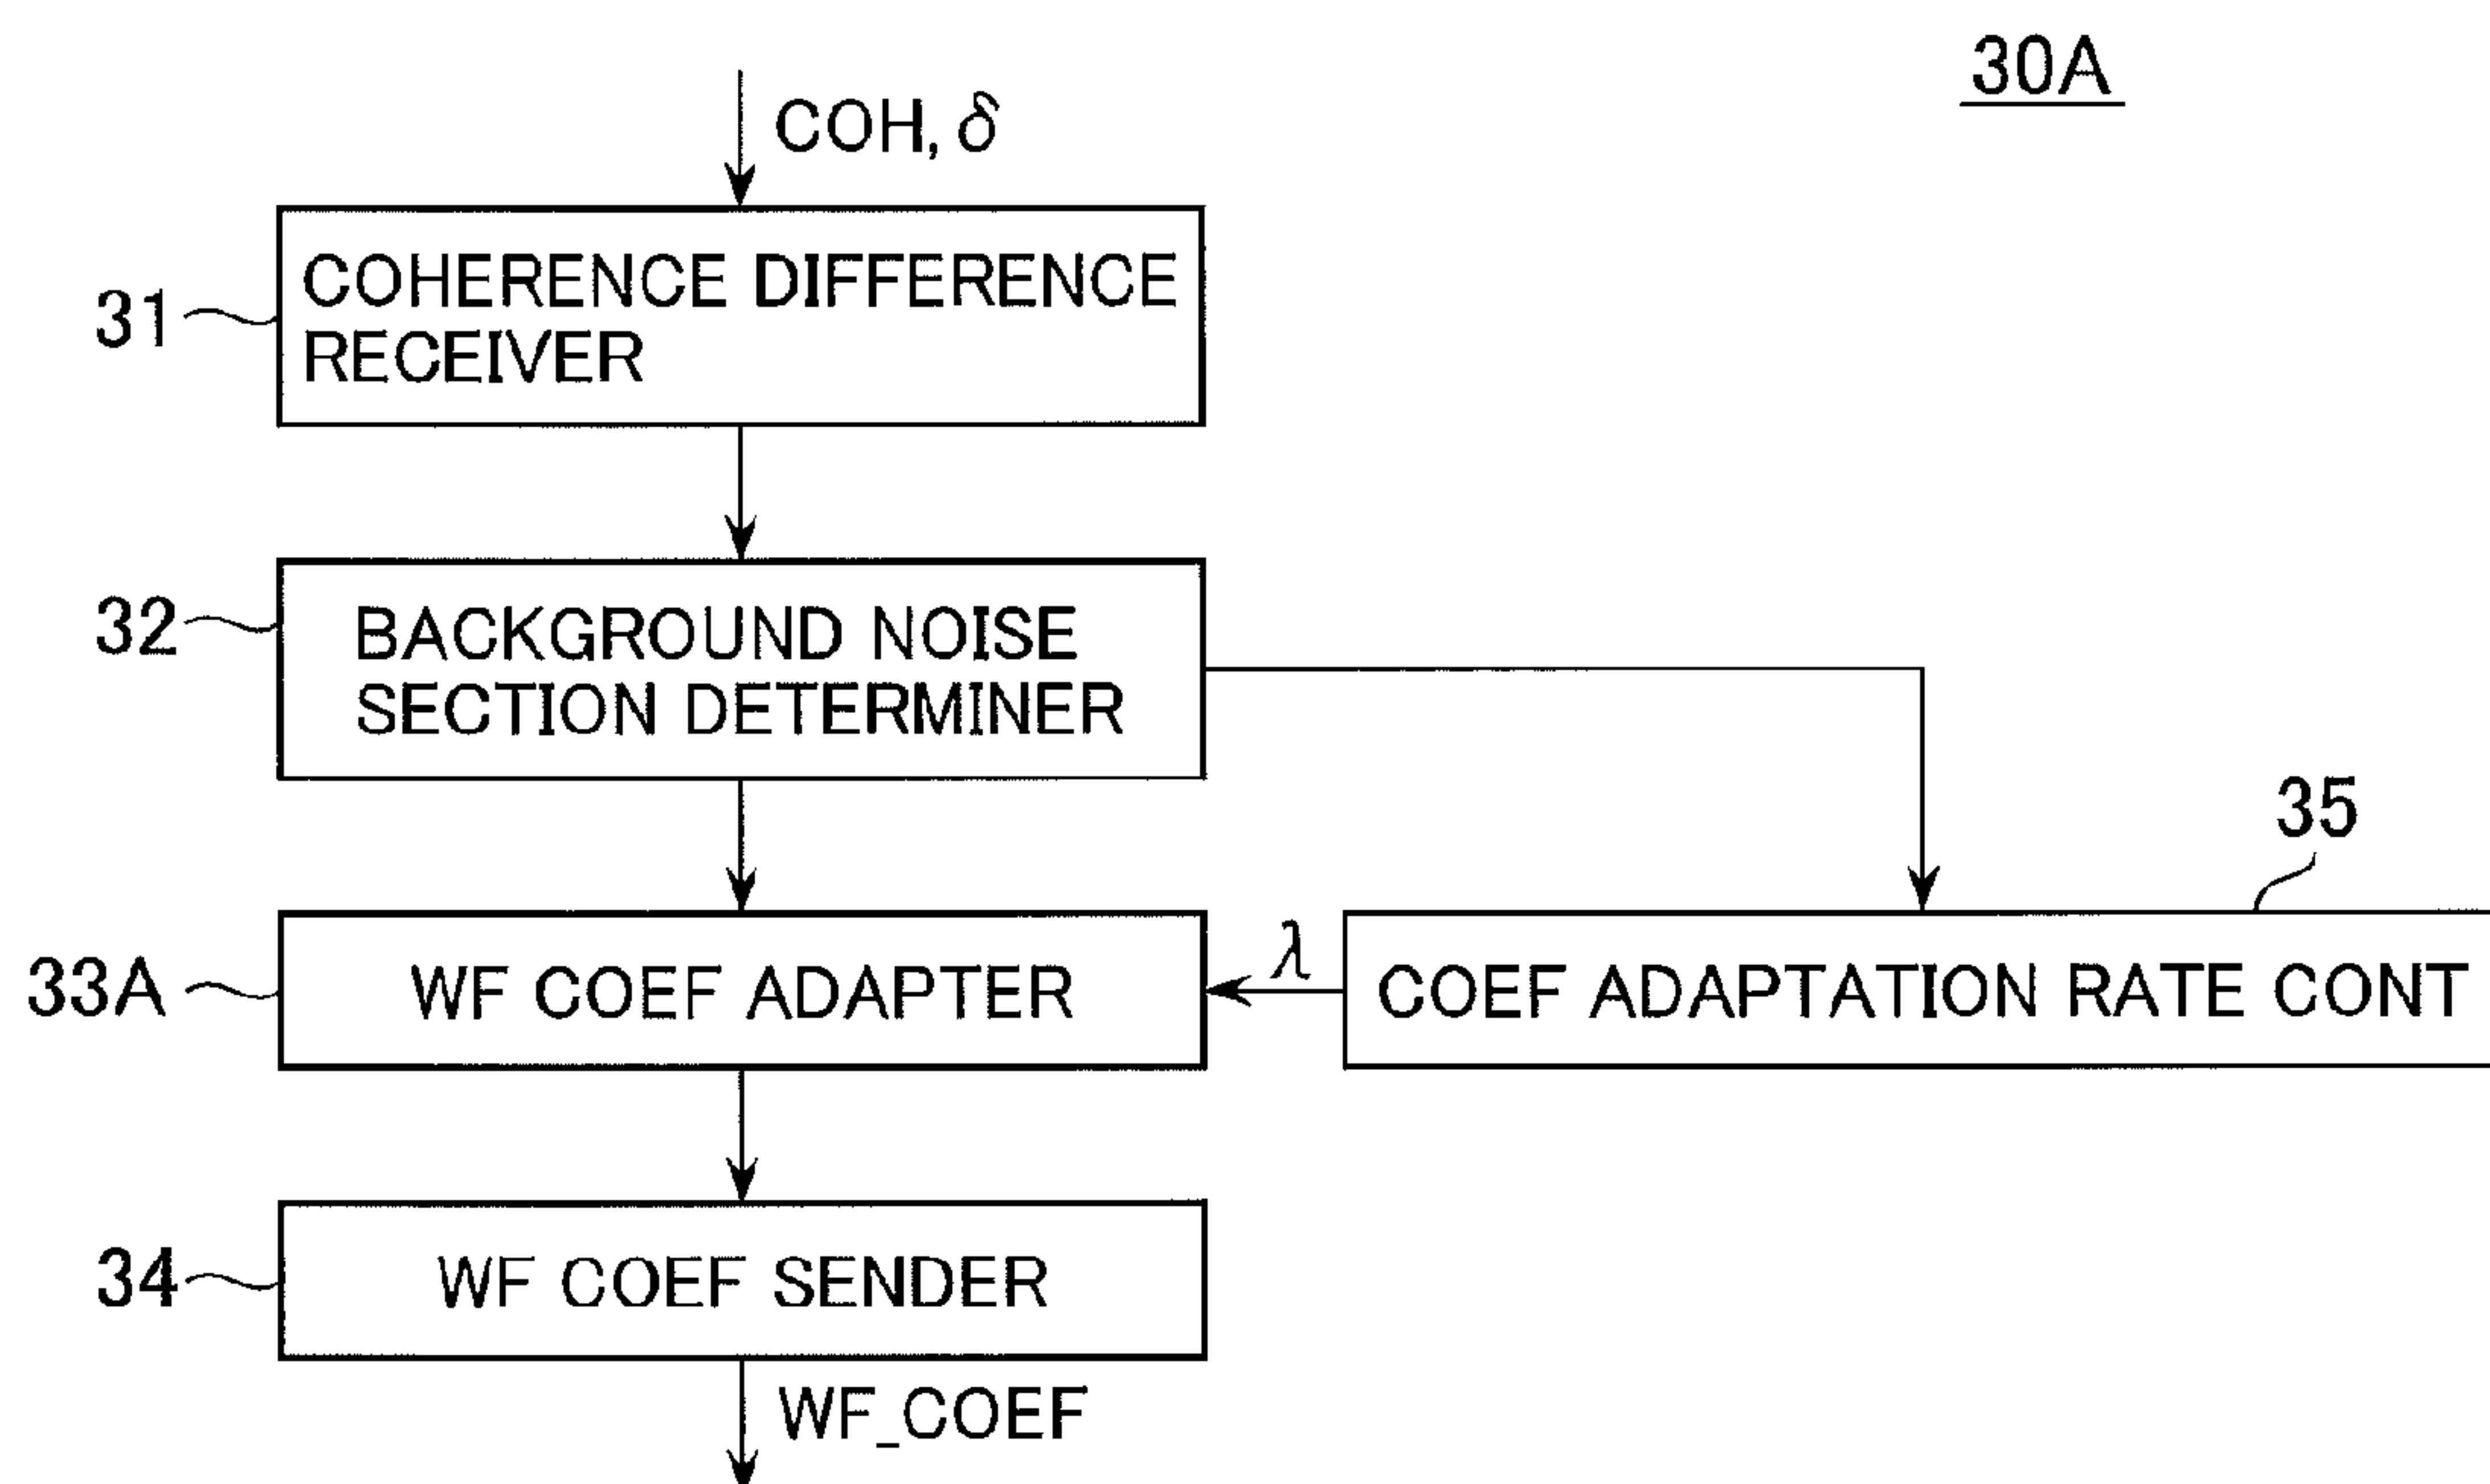 30A
COH, δ
COHERENCE DIFFERENCE
RECEIVER
31
BACKGROUND NOISE
SECTION DETERMINER
32
35
33A
WF COEF ADAPTER
λ
COEF ADAPTATION RATE CONT
34
WF COEF SENDER
WF_COEF